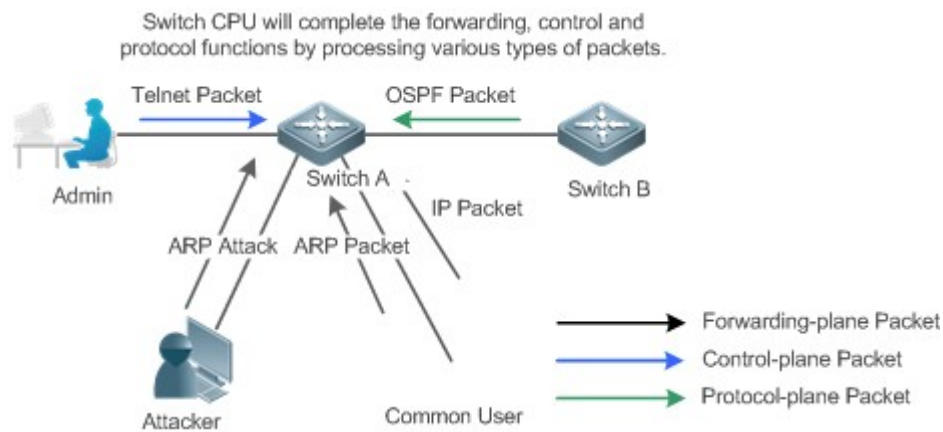 Switch CPU will complete the forwarding, control and
protocol functions by processing various types of packets.
Telnet Packet
OSPF Packet
Admin
Switch A
Switch B
IP Packet
ARP Attack
ARP Packet
Forwarding-plane Packet
Control-plane Packet
Protocol-plane Packet
Attacker
Common User